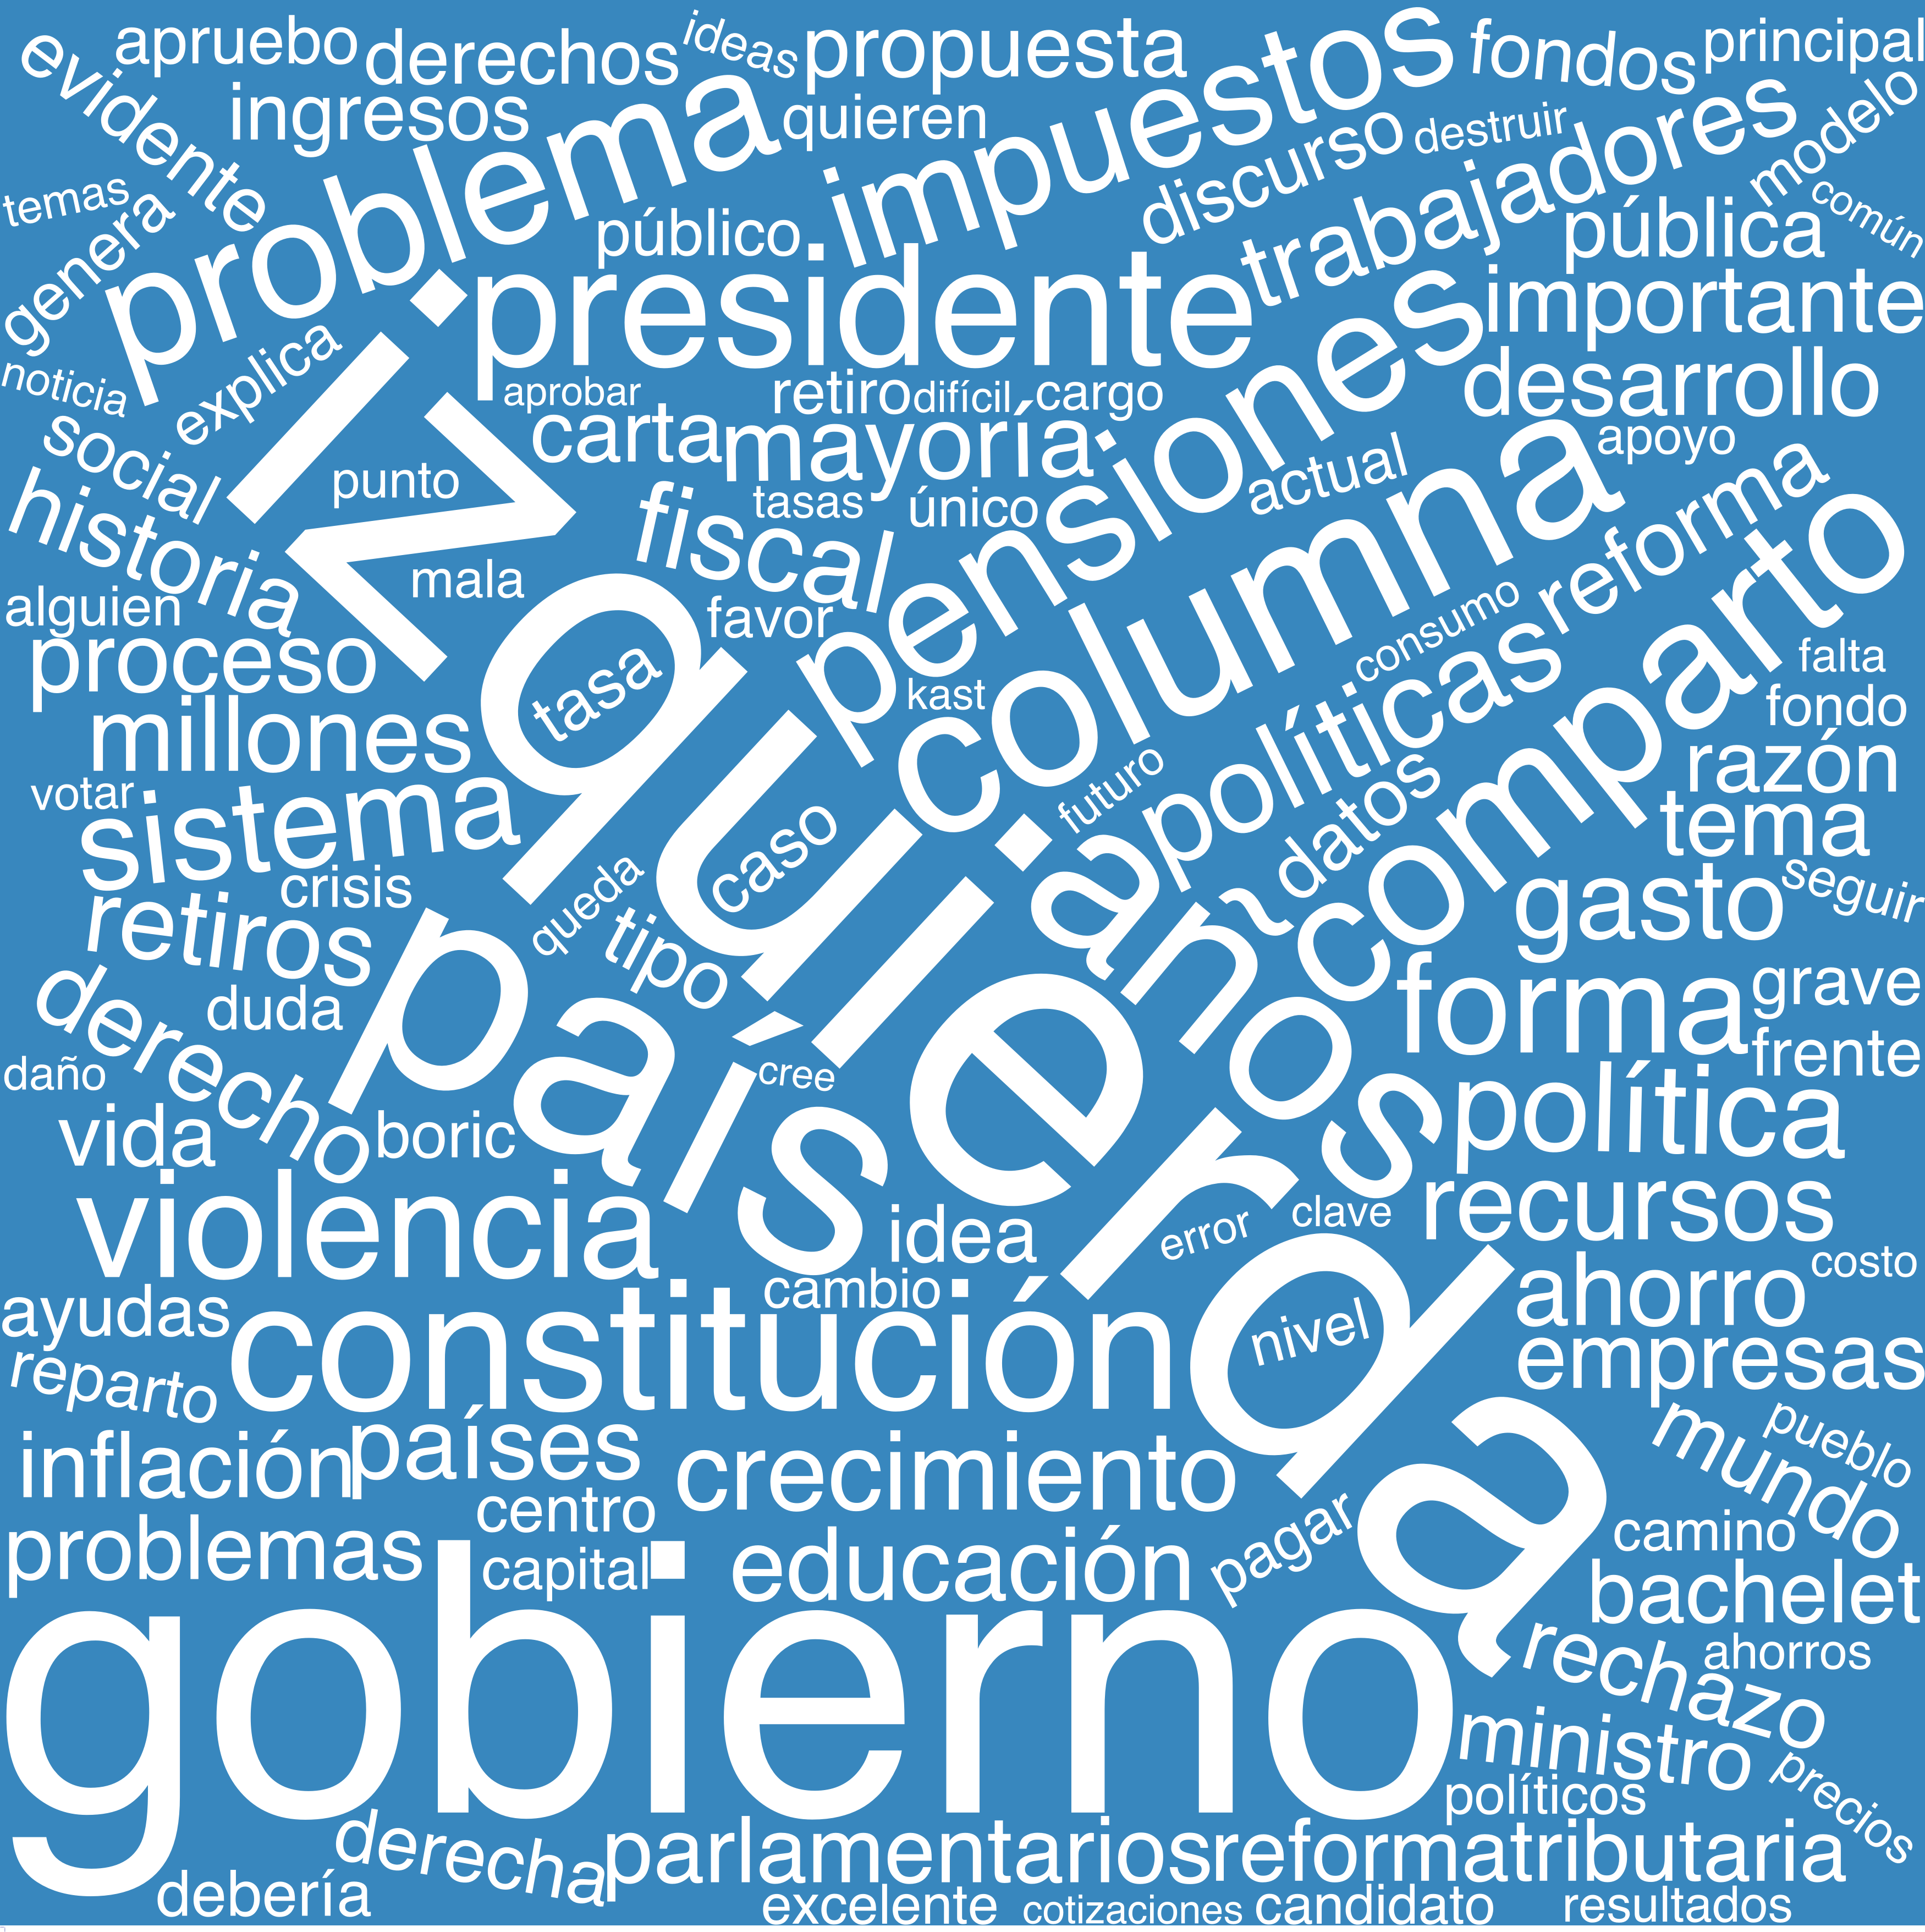 evidente
apruebo
derechos
ideas
propuesta
impuestos
fondos
principal
ingresos
problema
quieren
discurso
destruir
trabajadores
modelo
común
temas
genera
público
pública
presidente
importante
noticia
explica
aprobar
retiro
difícil
cargo
pensiones
desarrollo
social
izquierda
punto
carta
mayoría
tasas
único
actual
columna
apoyo
historia
fiscal
mala
favor
consumo
reforma
comparto
alguien
proceso
tasa
kast
políticas
falta
fondo
millones
futuro
datos
razón
votar
sistema
caso
tema
crisis
queda
años
gasto
seguir
retiros
país
tipo
forma
grave
derecho
duda
daño
cree
frente
vida
boric
política
violencia
idea
error
clave
recursos
ayudas
cambio
nivel
ahorro
costo
constitución
reparto
empresas
inflación
países
crecimiento
mundo
pueblo
centro
pagar
camino
problemas
capital
educación
bachelet
gobierno
rechazo
ahorros
ministro
políticos
precios
derecha
parlamentarios
reformatributaria
debería
excelente
cotizaciones
candidato
resultados